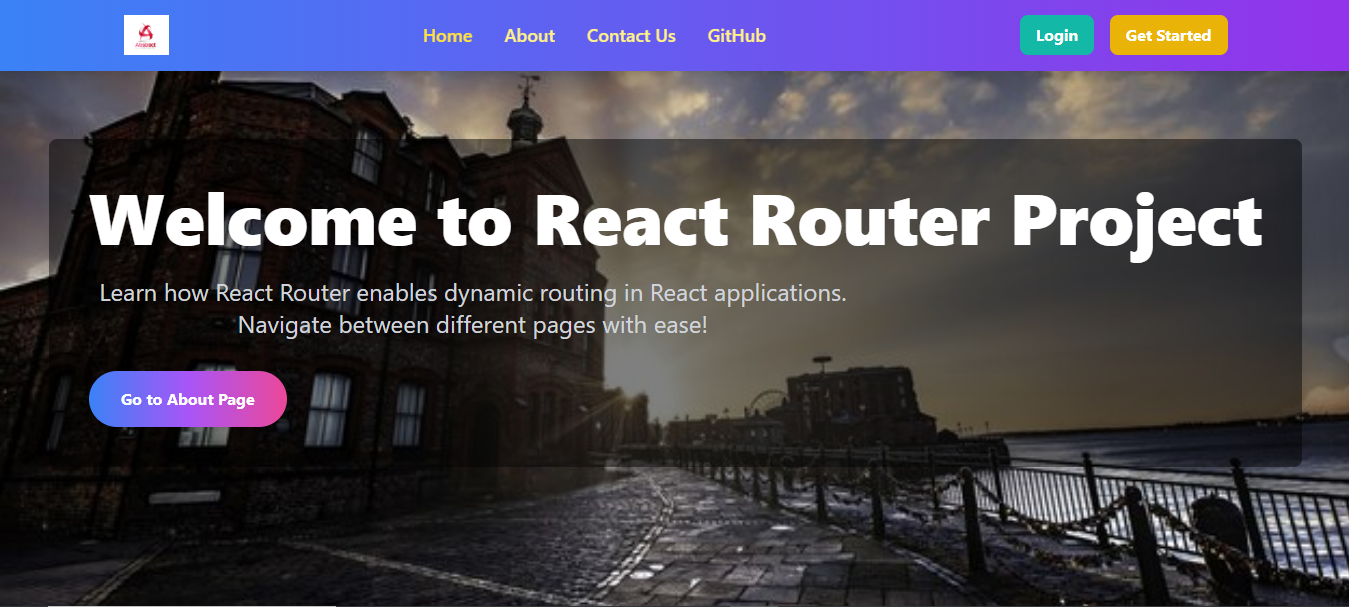 Home About Contact Us GitHub Login Get Started
Welcome to React Router Project
Learn how React Router enables dynamic routing in React applications.
Navigate between different pages with ease!
Go to About Page